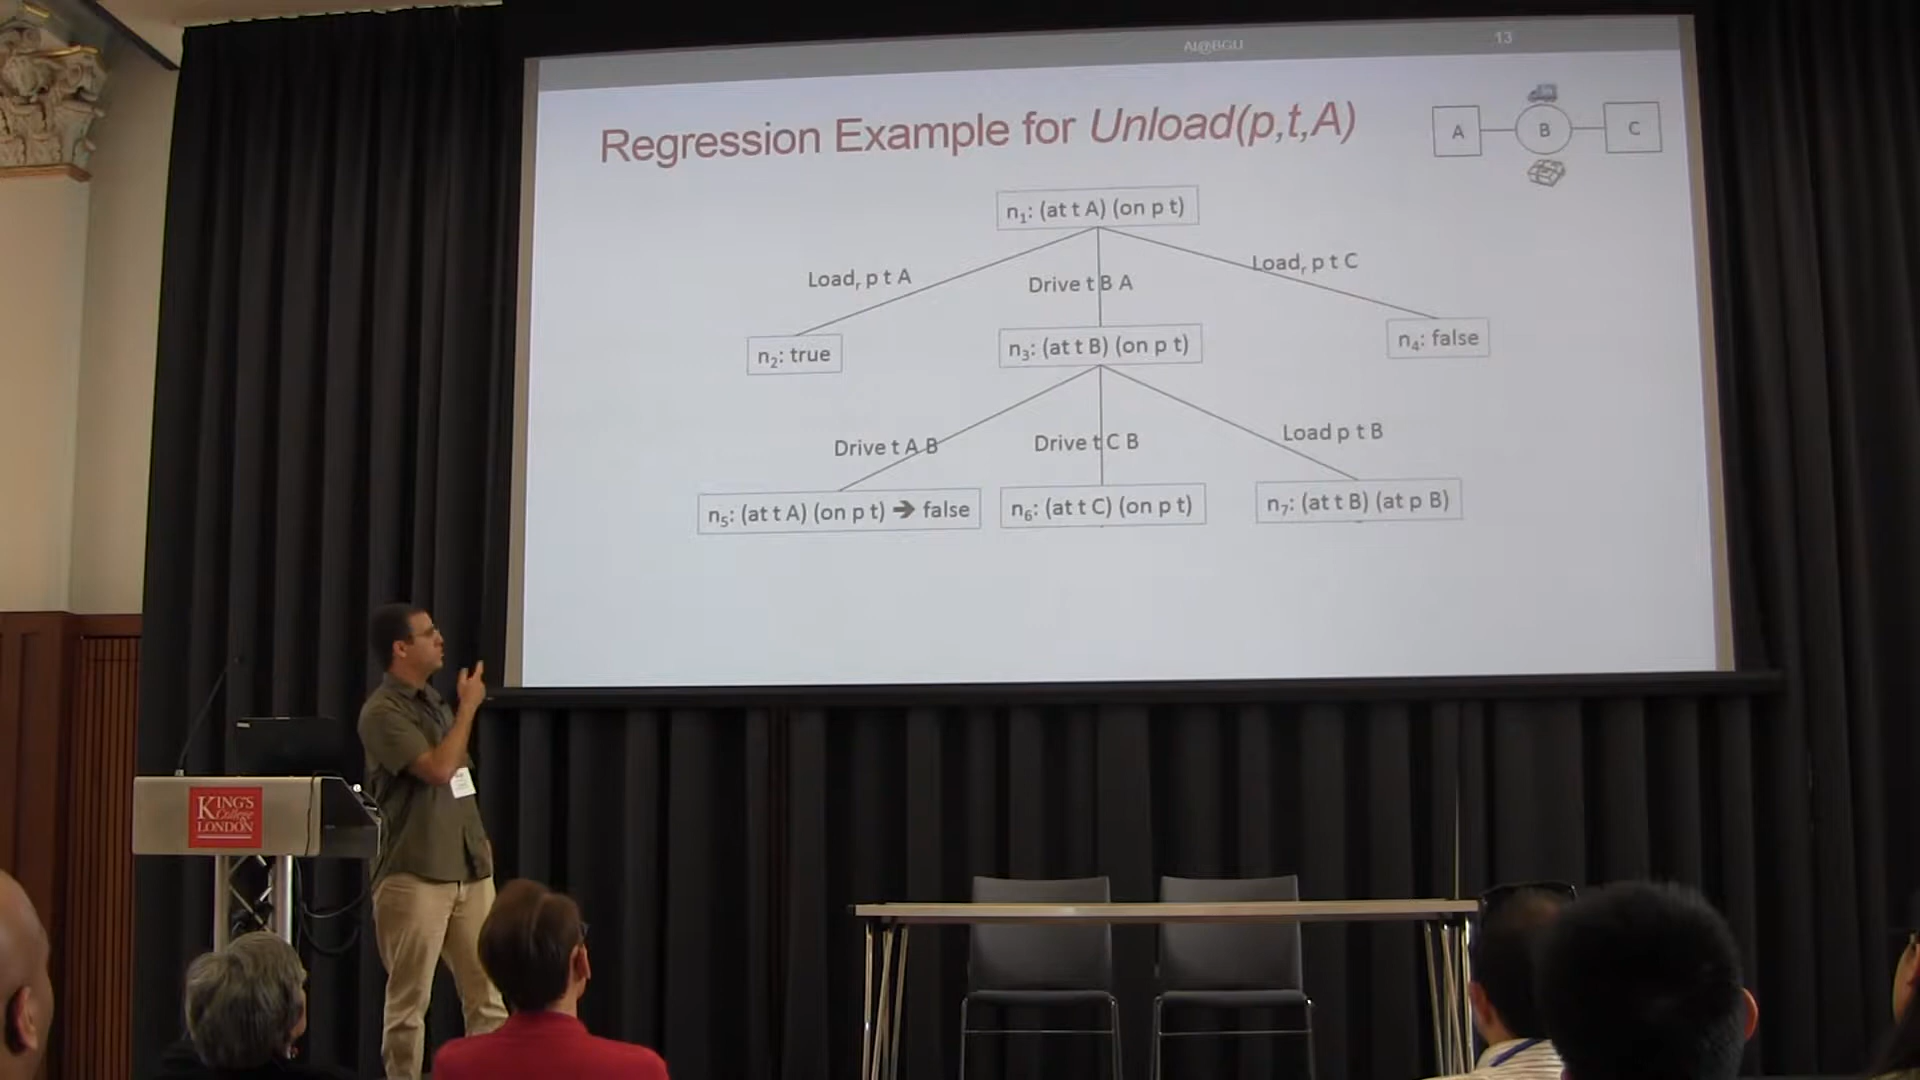 AI@BGU
13
Regression Example for Unload(p,t,A)
A
B
C
n₁: (at t A) (on p t)
Load, p t A
Drive t B A
Load, p t C
n₂: true
n₃: (at t B) (on p t)
n₄: false
Drive t A B
Drive t C B
Load p t B
n₅: (at t A) (on p t) ➔ false
n₆: (at t C) (on p t)
n₇: (at t B) (at p B)
KING'S
College
LONDON